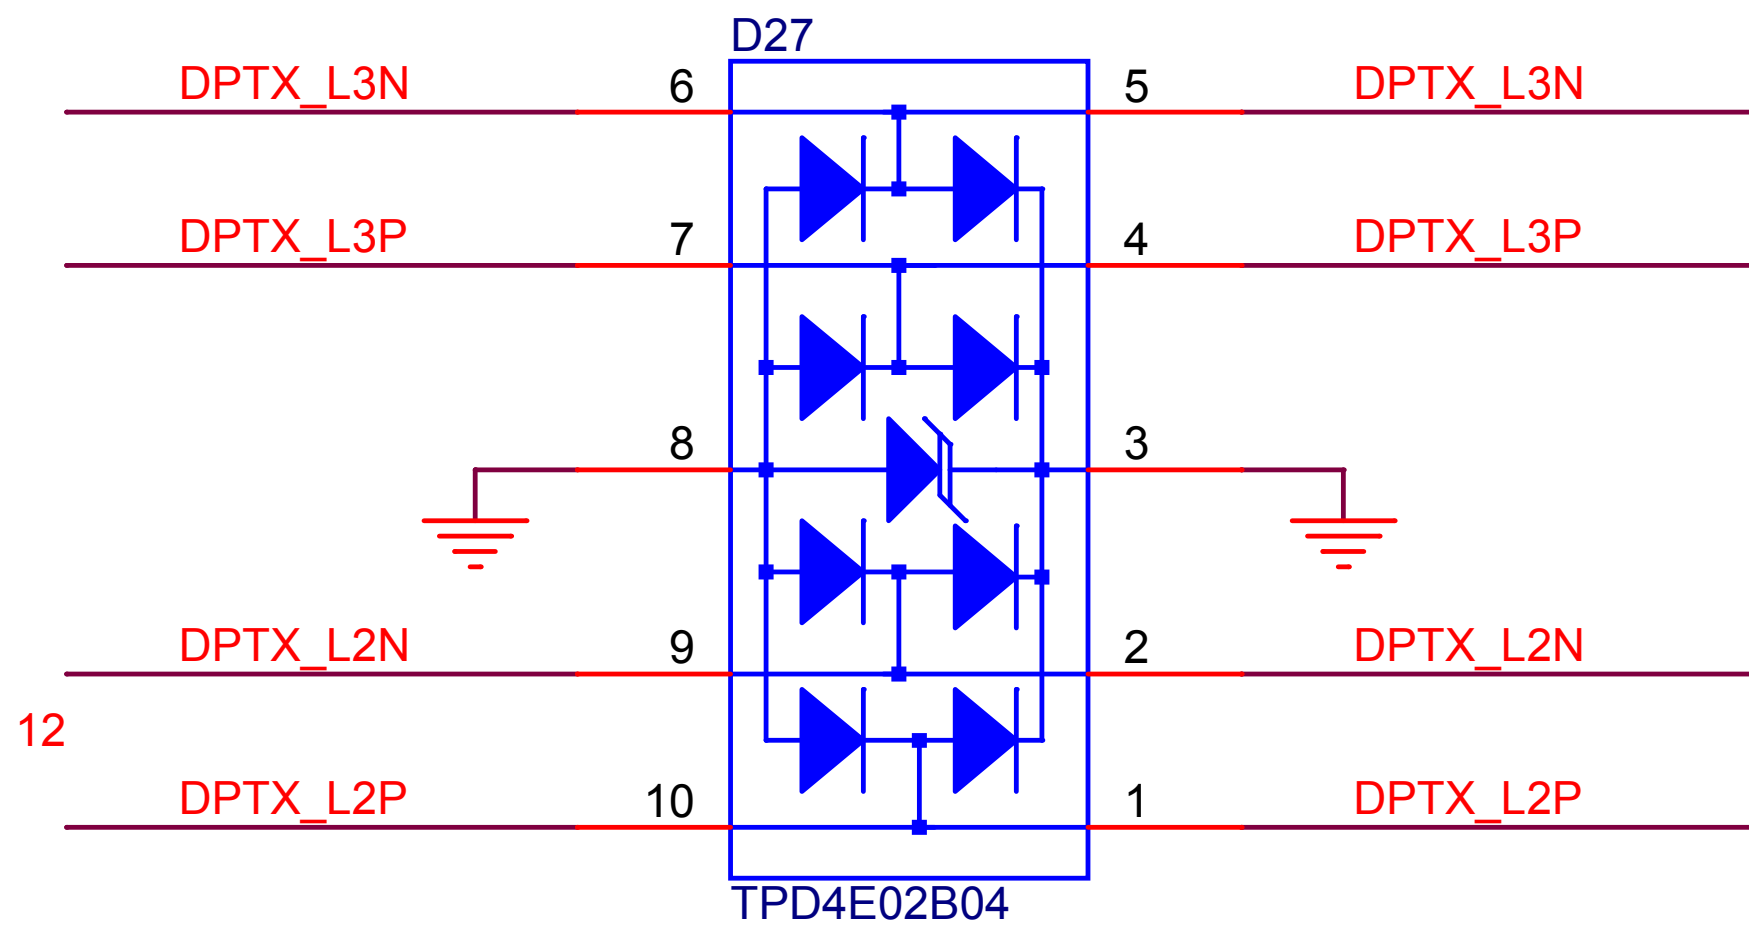 D27
DPTX_L3N 6 5 DPTX_L3N
DPTX_L3P 7 4 DPTX_L3P
8 3
DPTX_L2N 9 2 DPTX_L2N
12
DPTX_L2P 10 1 DPTX_L2P
TPD4E02B04